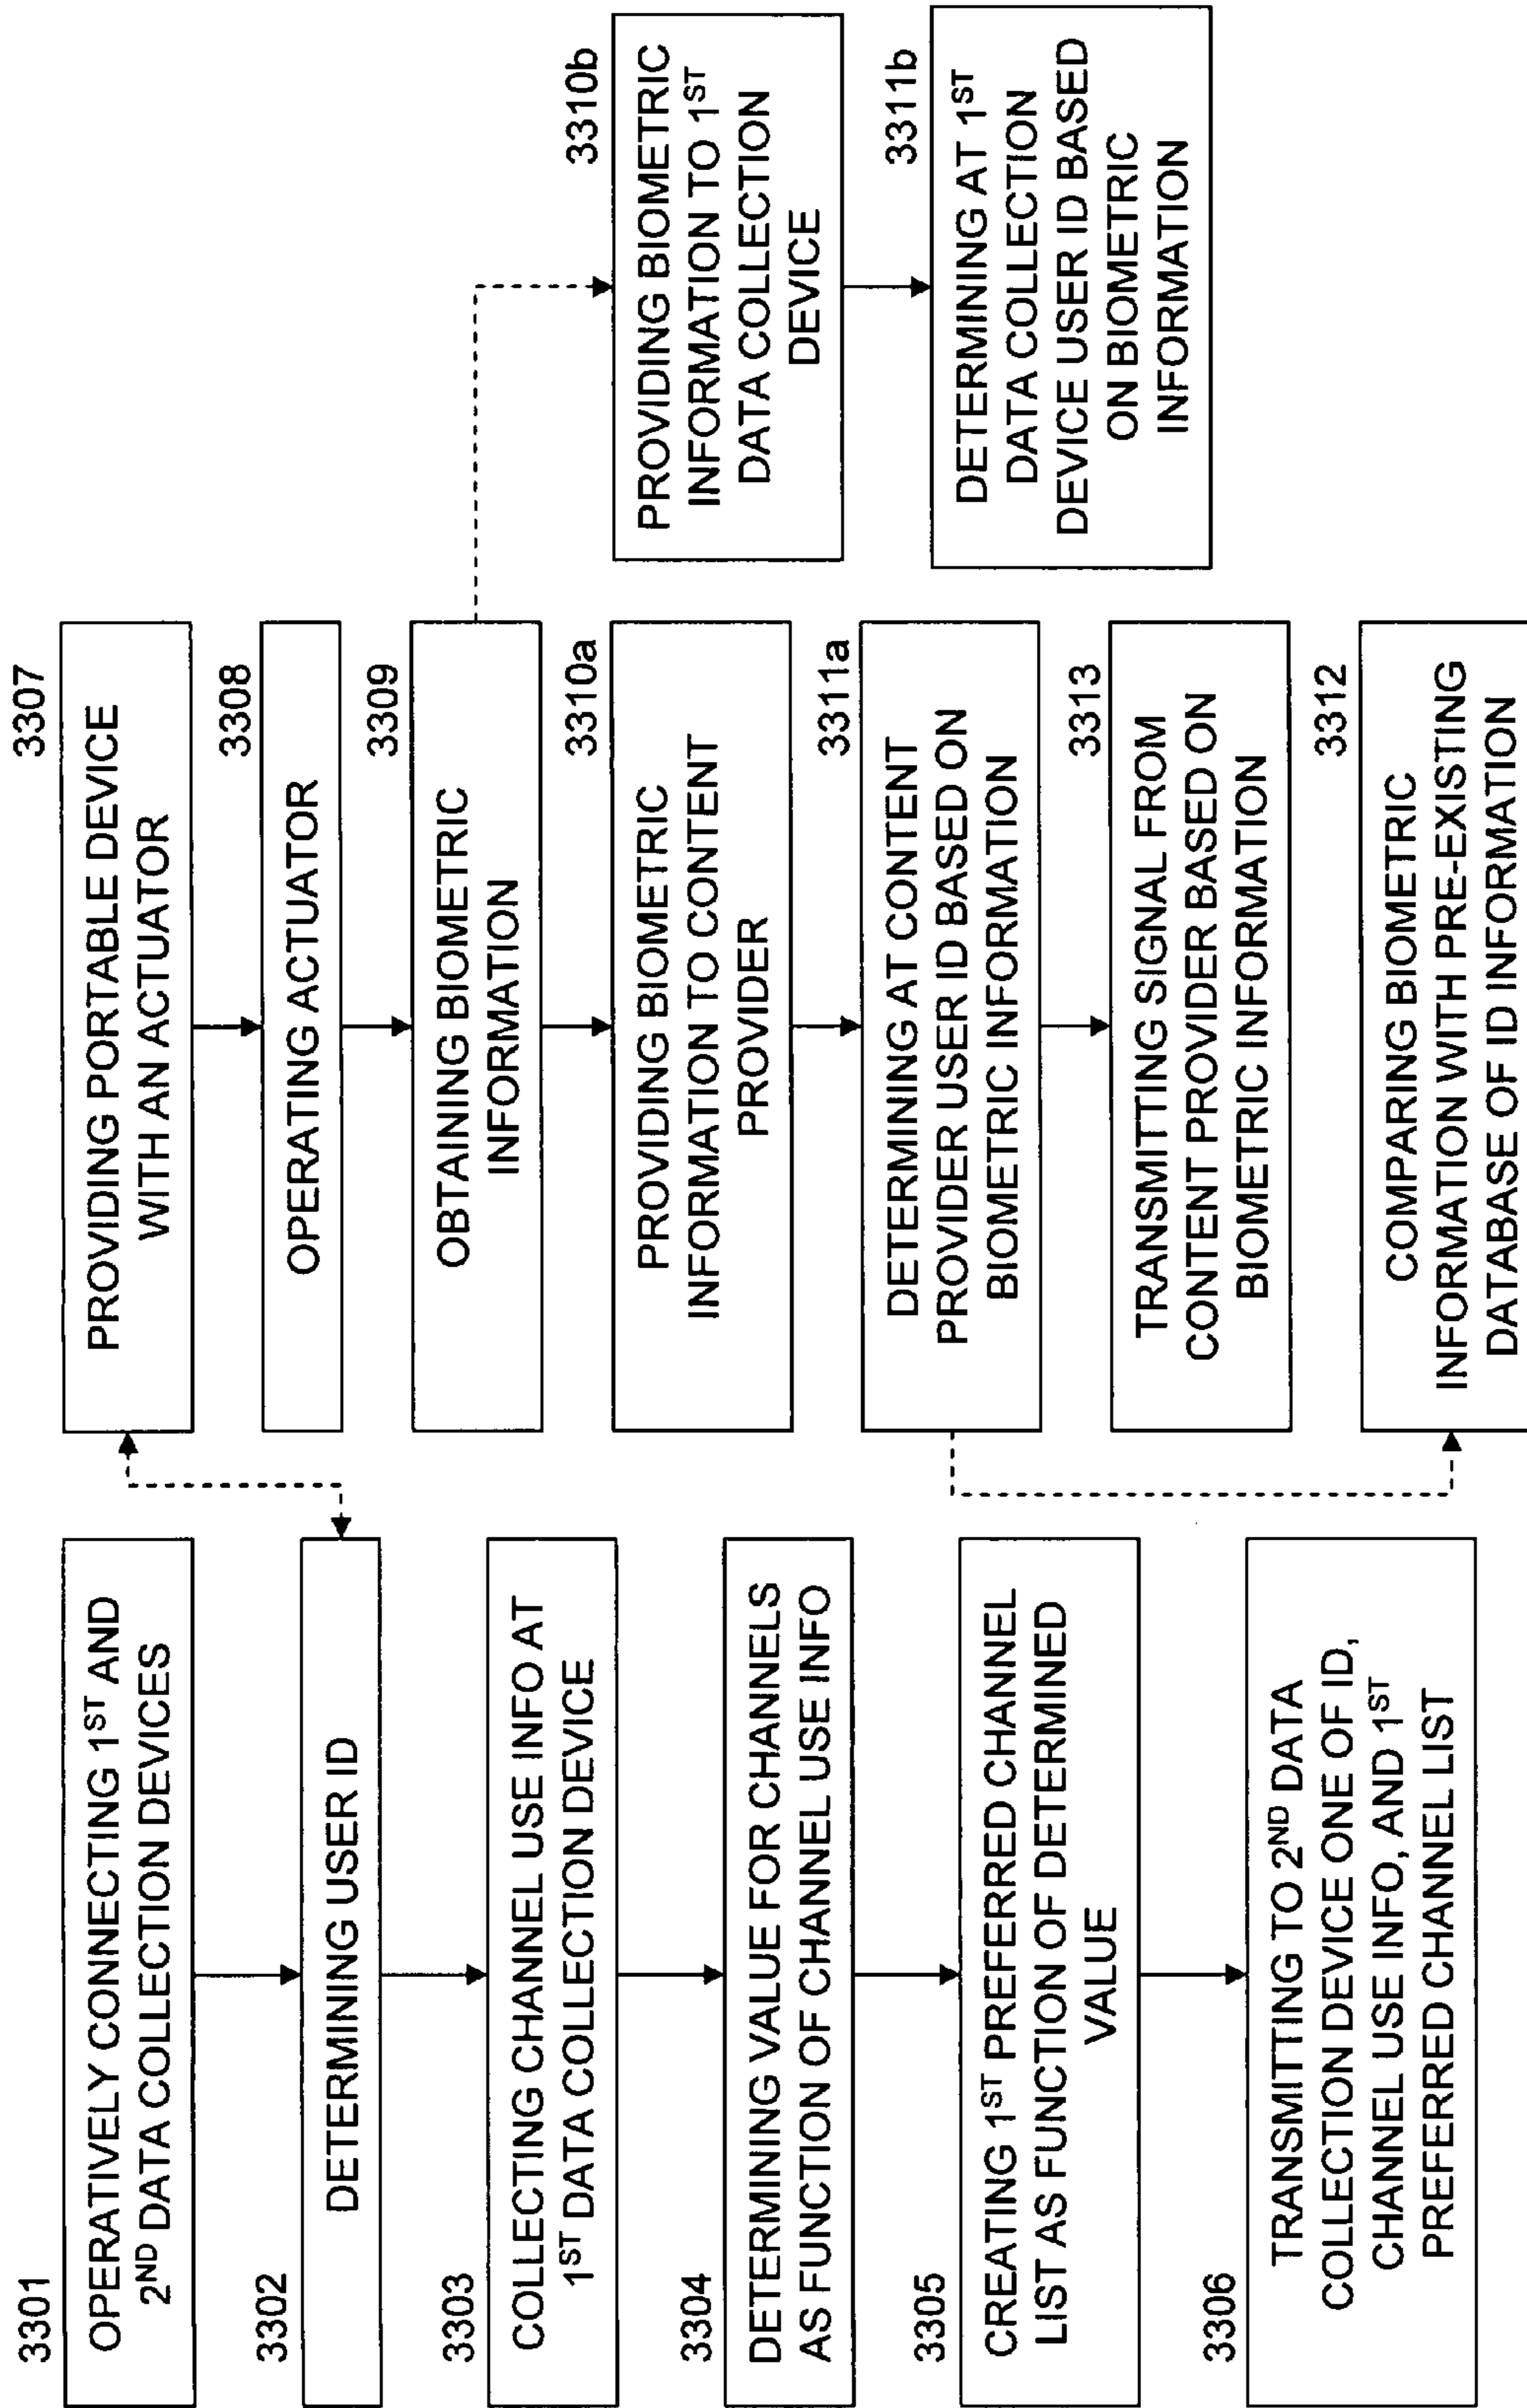 3301
OPERATIVELY CONNECTING 1ST AND
2ND DATA COLLECTION DEVICES
3302
DETERMINING USER ID
3303
COLLECTING CHANNEL USE INFO AT
1ST DATA COLLECTION DEVICE
3304
DETERMINING VALUE FOR CHANNELS
AS FUNCTION OF CHANNEL USE INFO
3305
CREATING 1ST PREFERRED CHANNEL
LIST AS FUNCTION OF DETERMINED
VALUE
3306
TRANSMITTING TO 2ND DATA
COLLECTION DEVICE ONE OF ID,
CHANNEL USE INFO, AND 1ST
PREFERRED CHANNEL LIST
3307
PROVIDING PORTABLE DEVICE
WITH AN ACTUATOR
3308
OPERATING ACTUATOR
3309
OBTAINING BIOMETRIC
INFORMATION
3310a
PROVIDING BIOMETRIC
INFORMATION TO CONTENT
PROVIDER
3311a
DETERMINING AT CONTENT
PROVIDER USER ID BASED ON
BIOMETRIC INFORMATION
3313
TRANSMITTING SIGNAL FROM
CONTENT PROVIDER BASED ON
BIOMETRIC INFORMATION
3312
COMPARING BIOMETRIC
INFORMATION WITH PRE-EXISTING
DATABASE OF ID INFORMATION
3310b
PROVIDING BIOMETRIC
INFORMATION TO 1ST
DATA COLLECTION
DEVICE
3311b
DETERMINING AT 1ST
DATA COLLECTION
DEVICE USER ID BASED
ON BIOMETRIC
INFORMATION